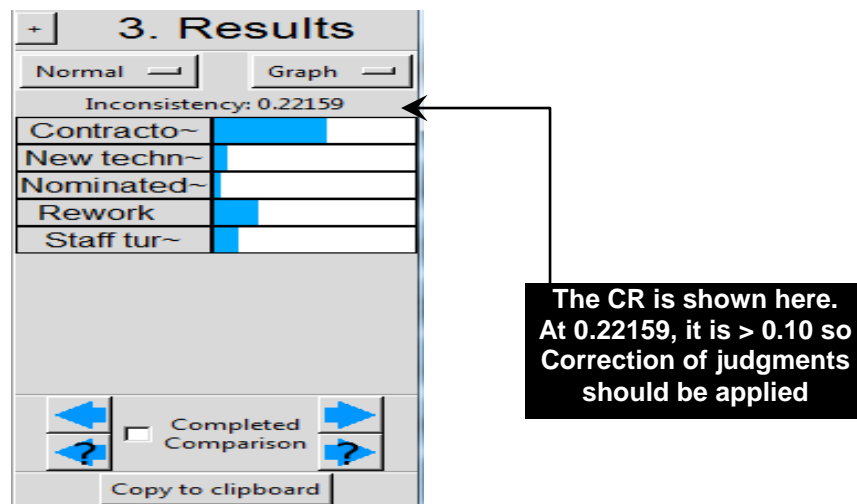 + 3. Results
Normal Graph
Inconsistency: 0.22159
Contracto~
New techn~
Nominated~
Rework
Staff tur~
The CR is shown here.
At 0.22159, it is > 0.10 so
Correction of judgments
should be applied
Completed
Comparison
? ?
Copy to clipboard